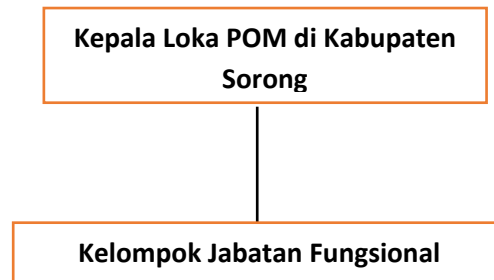 Kepala Loka POM di Kabupaten
Sorong
Kelompok Jabatan Fungsional